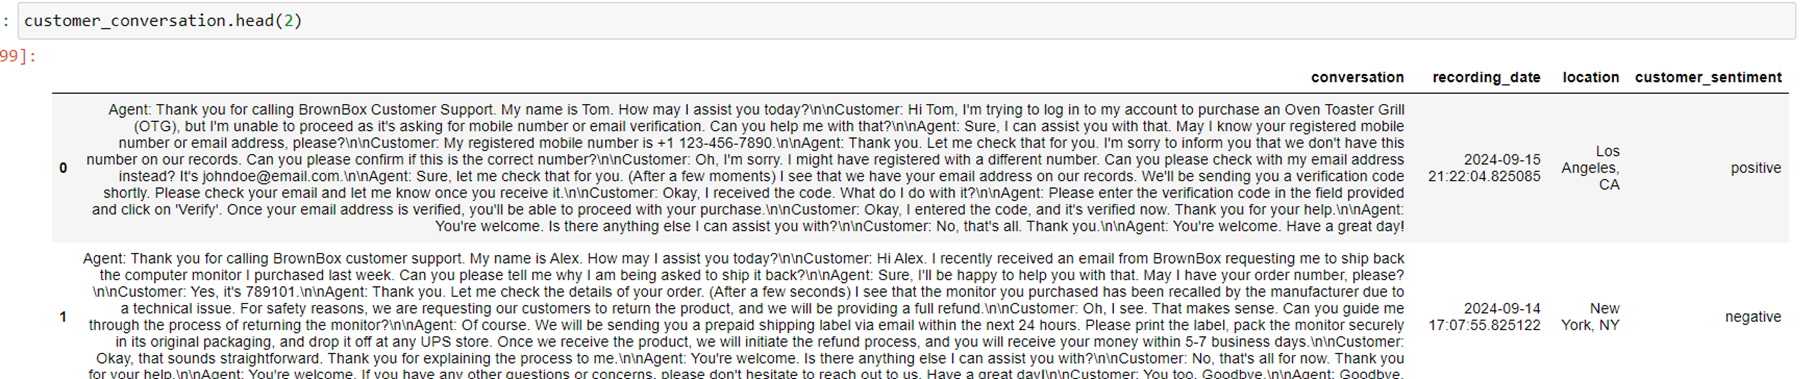 : customer_conversation.head(2)
99]:
conversation recording_date location customer_sentiment
Agent: Thank you for calling BrownBox Customer Support. My name is Tom. How may I assist you today?\n\nCustomer: Hi Tom, I'm trying to log in to my account to purchase an Oven Toaster Grill
(OTG), but I'm unable to proceed as it's asking for mobile number or email verification. Can you help me with that?\n\nAgent: Sure, I can assist you with that. May I know your registered mobile
number or email address, please?\n\nCustomer: My registered mobile number is +1 123-456-7890.\n\nAgent: Thank you. Let me check that for you. I'm sorry to inform you that we don't have this
number on our records. Can you please confirm if this is the correct number?\n\nCustomer: Oh, I'm sorry. I might have registered with a different number. Can you please check with my email address
0 instead? It's johndoe@email.com.\n\nAgent: Sure, let me check that for you. (After a few moments) I see that we have your email address on our records. We'll be sending you a verification code
shortly. Please check your email and let me know once you receive it.\n\nCustomer: Okay, I received the code. What do I do with it?\n\nAgent: Please enter the verification code in the field provided
and click on 'Verify'. Once your email address is verified, you'll be able to proceed with your purchase.\n\nCustomer: Okay, I entered the code, and it's verified now. Thank you for your help.\n\nAgent:
You're welcome. Is there anything else I can assist you with?\n\nCustomer: No, that's all. Thank you.\n\nAgent: You're welcome. Have a great day!
2024-09-15
21:22:04.825085
Los
Angeles,
CA
positive
Agent: Thank you for calling BrownBox customer support. My name is Alex. How may I assist you today?\n\nCustomer: Hi Alex. I recently received an email from BrownBox requesting me to ship back
the computer monitor I purchased last week. Can you please tell me why I am being asked to ship it back?\n\nAgent: Sure, I'll be happy to help you with that. May I have your order number, please?
\n\nCustomer: Yes, it's 789101.\n\nAgent: Thank you. Let me check the details of your order. (After a few seconds) I see that the monitor you purchased has been recalled by the manufacturer due to
a technical issue. For safety reasons, we are requesting our customers to return the product, and we will be providing a full refund.\n\nCustomer: Oh, I see. That makes sense. Can you guide me
1 through the process of returning the monitor?\n\nAgent: Of course. We will be sending you a prepaid shipping label via email within the next 24 hours. Please print the label, pack the monitor securely
in its original packaging, and drop it off at any UPS store. Once we receive the product, we will initiate the refund process, and you will receive your money within 5-7 business days.\n\nCustomer:
Okay, that sounds straightforward. Thank you for explaining the process to me.\n\nAgent: You're welcome. Is there anything else I can assist you with?\n\nCustomer: No, that's all for now. Thank you
for your help.\n\nAgent: You're welcome. If you have any other questions or concerns, please don't hesitate to reach out to us. Have a great day!\n\nCustomer: You too. Goodbye.\n\nAgent: Goodbye.
2024-09-14
17:07:55.825122
New
York, NY
negative